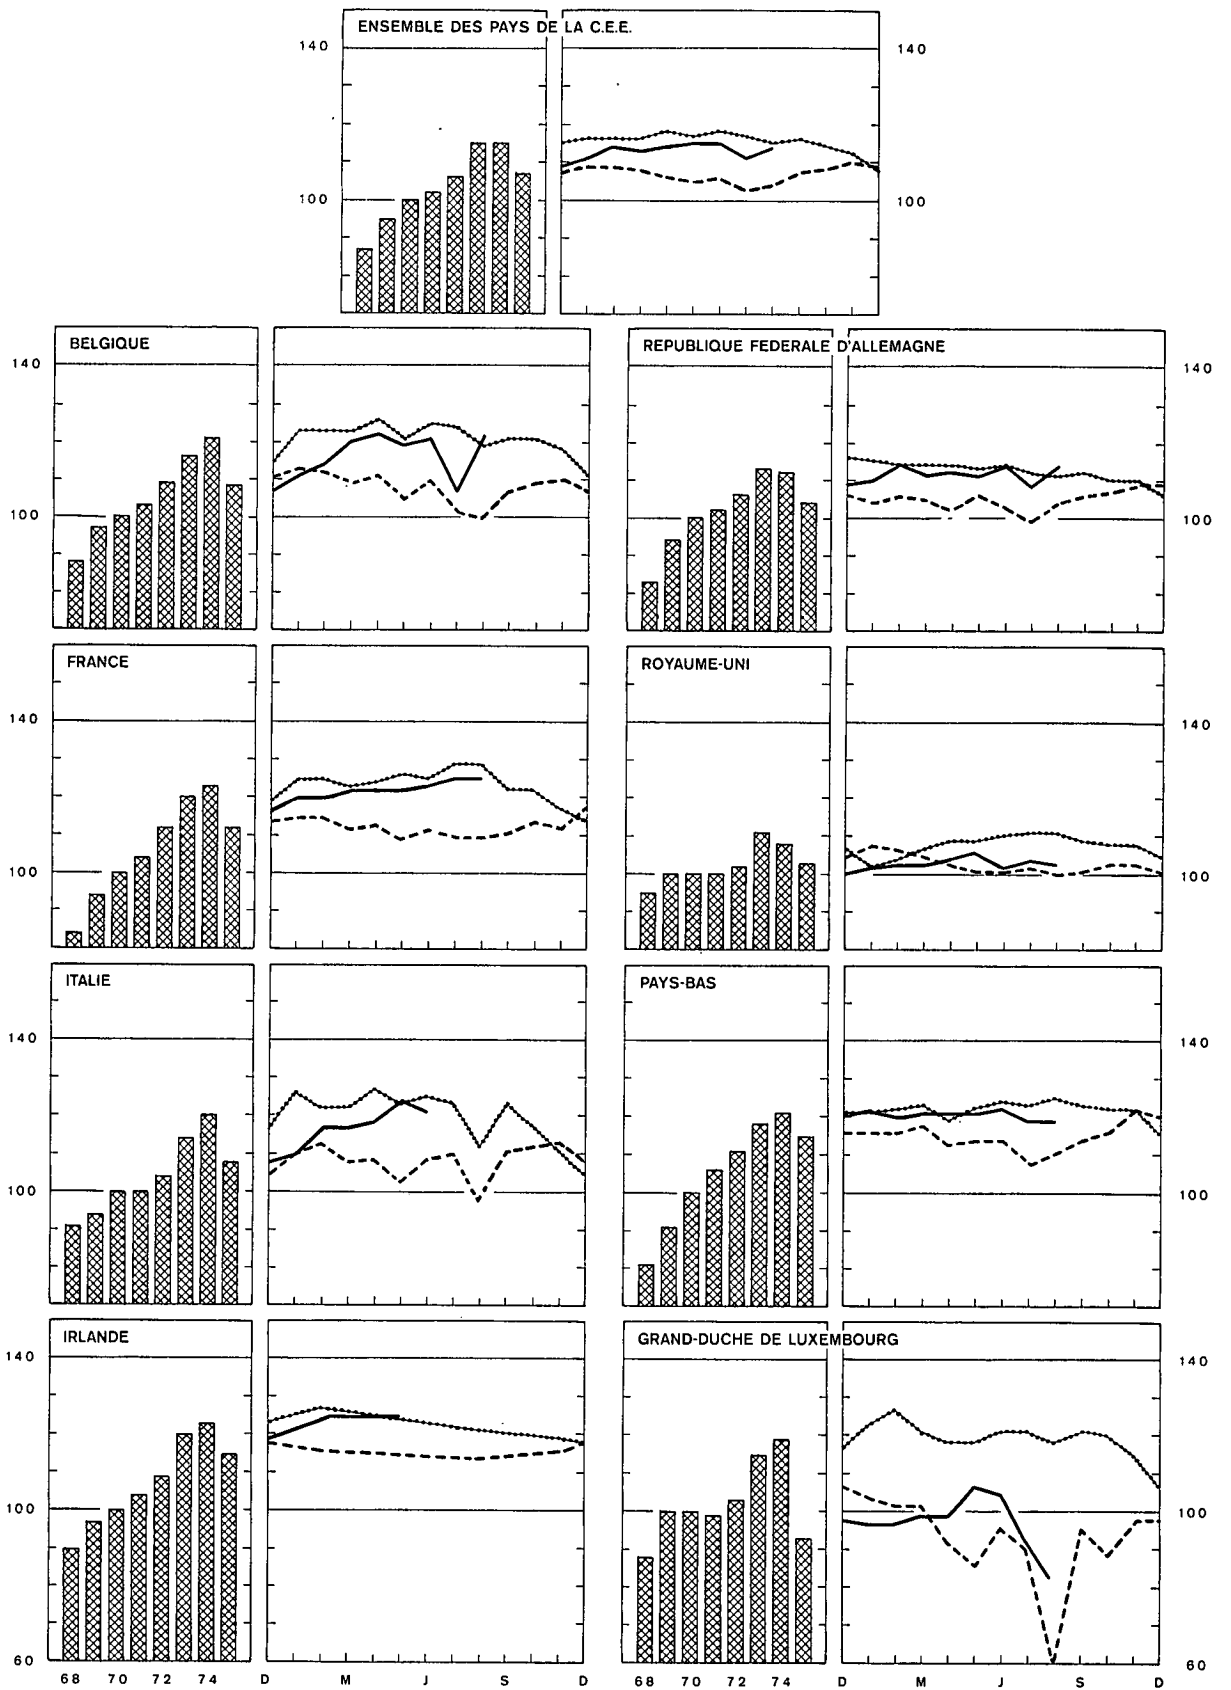 ENSEMBLE DES PAYS DE LA C.E.E.
140 140
100 100
BELGIQUE REPUBLIQUE FEDERALE D'ALLEMAGNE
140 140
100 100
FRANCE ROYAUME-UNI
140 140
100 100
ITALIE PAYS-BAS
140 140
100 100
IRLANDE GRAND-DUCHE DE LUXEMBOURG
140 140
100 100
60 60
68 70 72 74 D M J S D 68 70 72 74 D M J S D